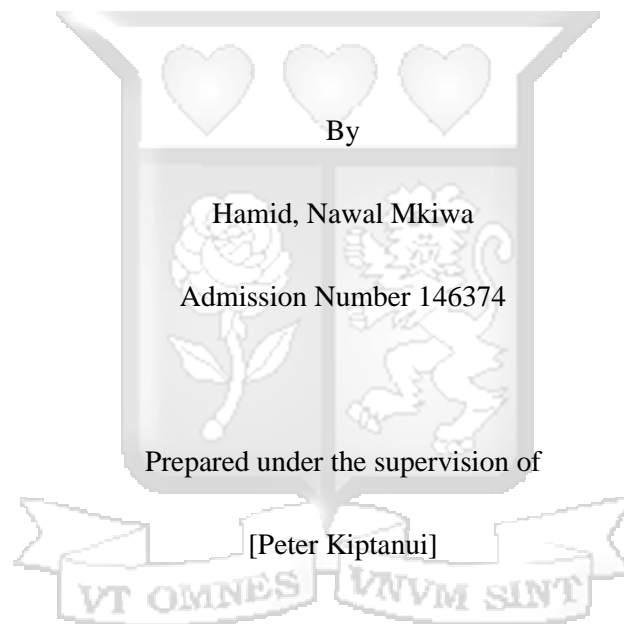 By
Hamid, Nawal Mkiwa
Admission Number 146374
Prepared under the supervision of
[Peter Kiptanui]
VT OMNES VNVM SINT